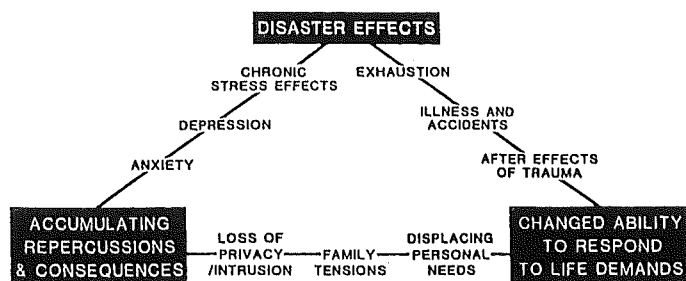 DISASTER EFFECTS
CHRONIC
STRESS EFFECTS
EXHAUSTION
DEPRESSION
ILLNESS AND
ACCIDENTS
ANXIETY
AFTER EFFECTS
OF TRAUMA
ACCUMULATING
REPERCUSSIONS
& CONSEQUENCES
LOSS OF
PRIVACY
/INTRUSION
FAMILY
TENSIONS
DISPLACING
PERSONAL
NEEDS
CHANGED ABILITY
TO RESPOND
TO LIFE DEMANDS